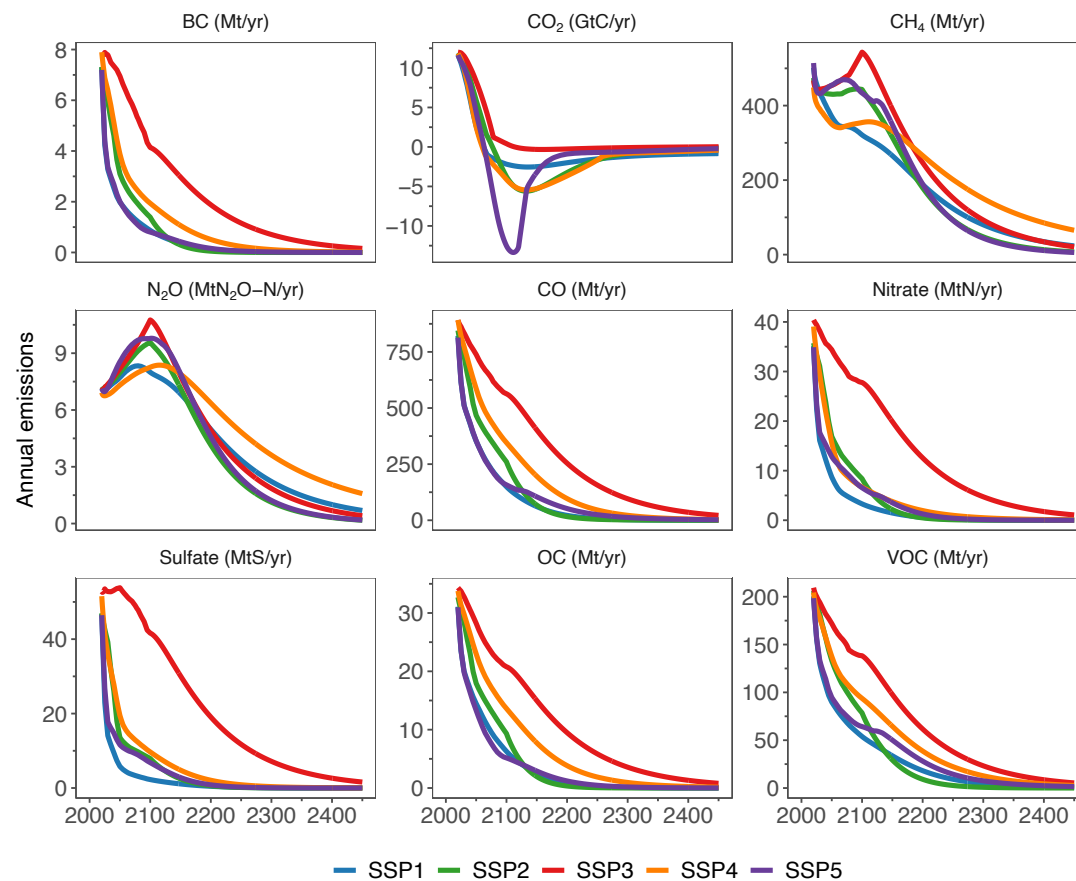 BC (Mt/yr)
CO₂ (GtC/yr)
CH₄ (Mt/yr)
8
6
4
2
0
10
5
0
−5
−10
400
200
0
N₂O (MtN₂O−N/yr)
CO (Mt/yr)
Nitrate (MtN/yr)
9
6
3
0
750
500
250
0
40
30
20
10
0
Annual emissions
Sulfate (MtS/yr)
OC (Mt/yr)
VOC (Mt/yr)
40
20
0
30
20
10
0
200
150
100
50
0
2000 2100 2200 2300 2400
2000 2100 2200 2300 2400
2000 2100 2200 2300 2400
SSP1 SSP2 SSP3 SSP4 SSP5